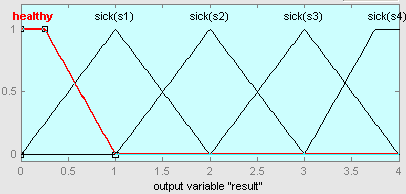 healthy sick(s1) sick(s2) sick(s3) sick(s4)
1
0.5
0
0 0.5 1 1.5 2 2.5 3 3.5 4
output variable "result"